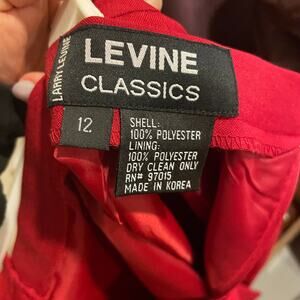 LARRY LEVINE
LEVINE
CLASSICS
12
SHELL:
100% POLYESTER
LINING:
100% POLYESTER
DRY CLEAN ONLY
RN# 97015
MADE IN KOREA